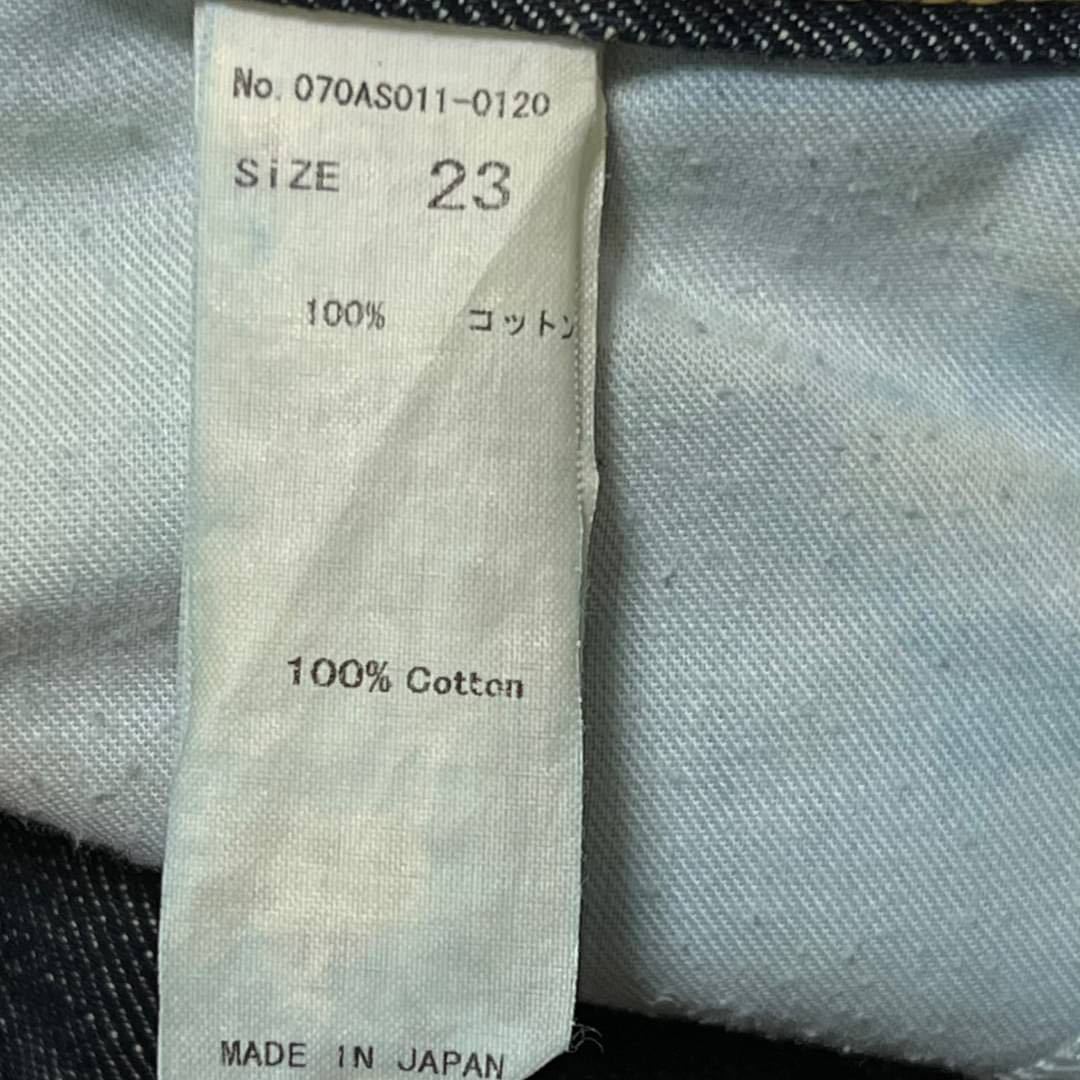 No. 070AS011-0120
SiZE 23
100% コットン
100% Cotton
MADE IN JAPAN